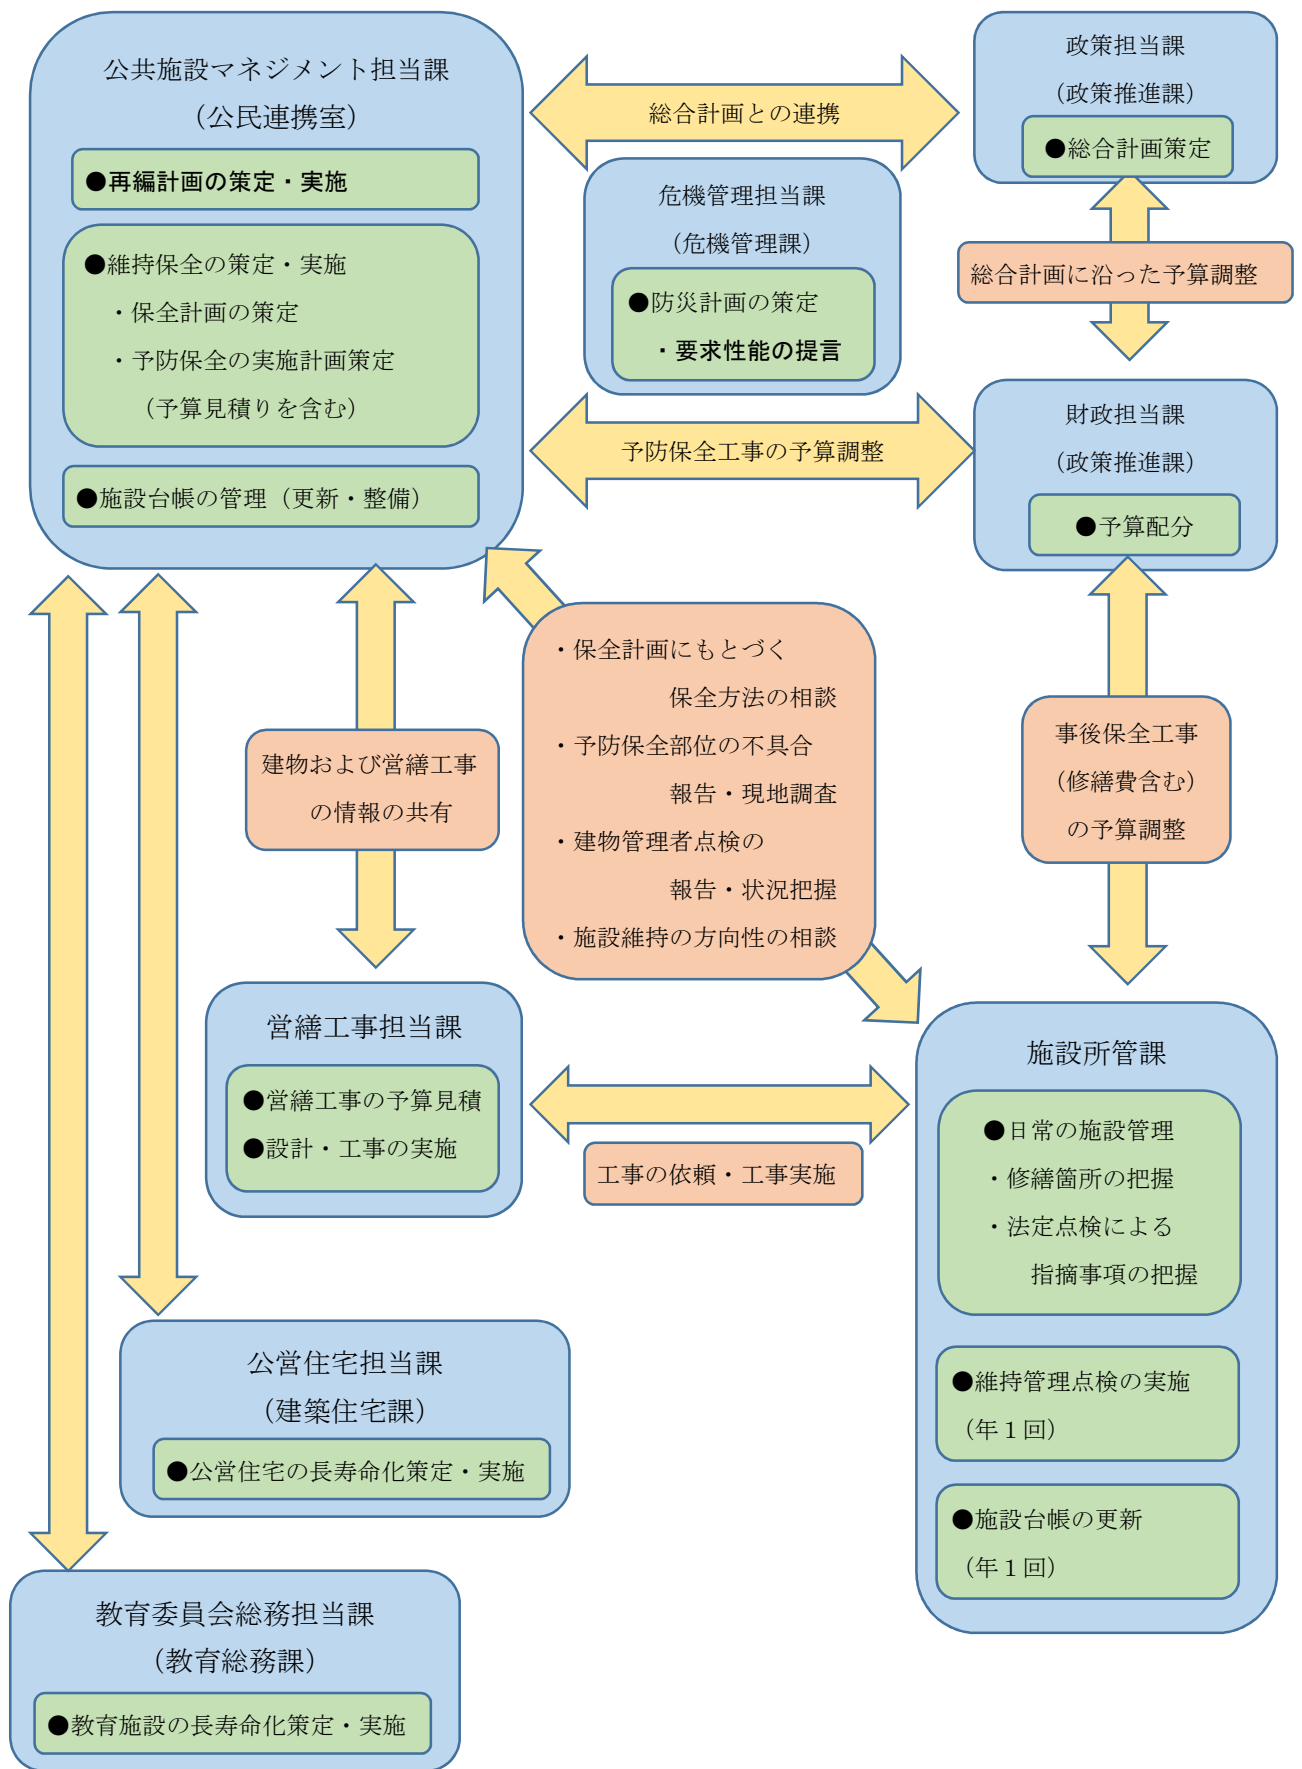 公共施設マネジメント担当課
（公民連携室）
●再編計画の策定・実施
●維持保全の策定・実施
・保全計画の策定
・予防保全の実施計画策定
（予算見積りを含む）
●施設台帳の管理（更新・整備）
総合計画との連携
政策担当課
（政策推進課）
●総合計画策定
危機管理担当課
（危機管理課）
●防災計画の策定
・要求性能の提言
総合計画に沿った予算調整
予防保全工事の予算調整
財政担当課
（政策推進課）
●予算配分
建物および営繕工事
の情報の共有
・保全計画にもとづく
保全方法の相談
・予防保全部位の不具合
報告・現地調査
・建物管理者点検の
報告・状況把握
・施設維持の方向性の相談
事後保全工事
（修繕費含む）
の予算調整
営繕工事担当課
●営繕工事の予算見積
●設計・工事の実施
工事の依頼・工事実施
施設所管課
●日常の施設管理
・修繕箇所の把握
・法定点検による
指摘事項の把握
●維持管理点検の実施
（年１回）
●施設台帳の更新
（年１回）
公営住宅担当課
（建築住宅課）
●公営住宅の長寿命化策定・実施
教育委員会総務担当課
（教育総務課）
●教育施設の長寿命化策定・実施